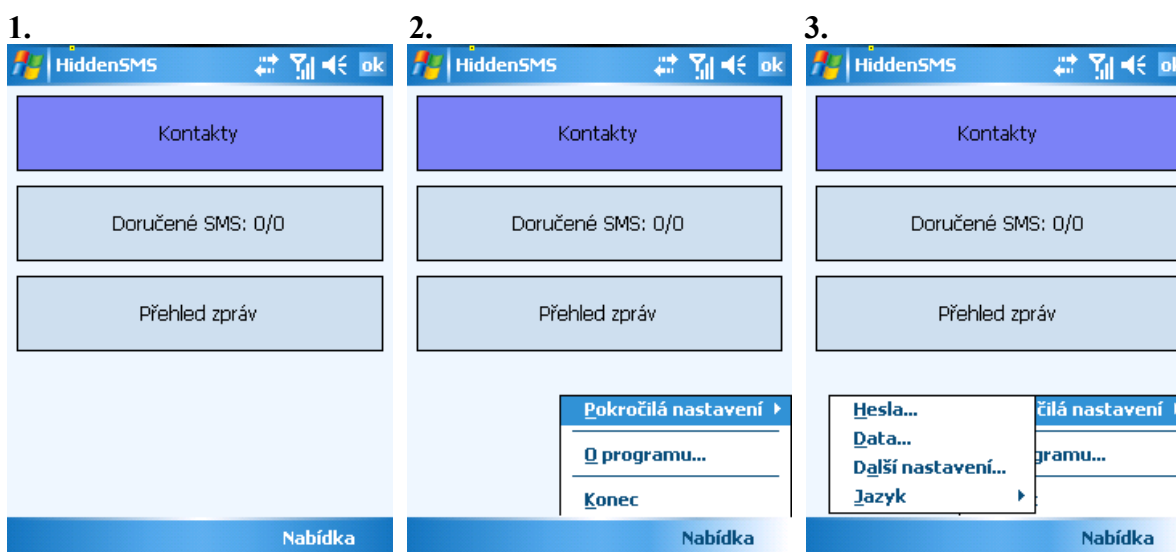 1.
HiddenSMS
ok
Kontakty
Doručené SMS: 0/0
Přehled zpráv
Nabídka
2.
HiddenSMS
ok
Kontakty
Doručené SMS: 0/0
Přehled zpráv
Pokročilá nastavení
O programu...
Konec
Nabídka
3.
HiddenSMS
ok
Kontakty
Doručené SMS: 0/0
Přehled zpráv
Hesla...
Data...
Další nastavení...
Jazyk
čilá nastavení
gramu...
Nabídka